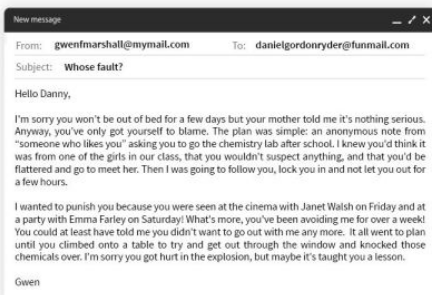 New message
From: gwenfmarshall@mymail.com To: danielgordonryder@funmail.com
Subject: Whose fault?
Hello Danny,
I'm sorry you won't be out of bed for a few days but your mother told me it's nothing serious.
Anyway, you've only got yourself to blame. The plan was simple: an anonymous note from
"someone who likes you" asking you to go the chemistry lab after school. I knew you'd think it
was from one of the girls in our class, that you wouldn't suspect anything, and that you'd be
flattered and go to meet her. Then I was going to follow you, lock you in and not let you out for
a few hours.
I wanted to punish you because you were seen at the cinema with Janet Walsh on Friday and at
a party with Emma Farley on Saturday! What's more, you've been avoiding me for over a week!
You could at least have told me you didn't want to go out with me any more. It all went to plan
until you climbed onto a table to try and get out through the window and knocked those
chemicals over. I'm sorry you got hurt in the explosion, but maybe it's taught you a lesson.
Gwen